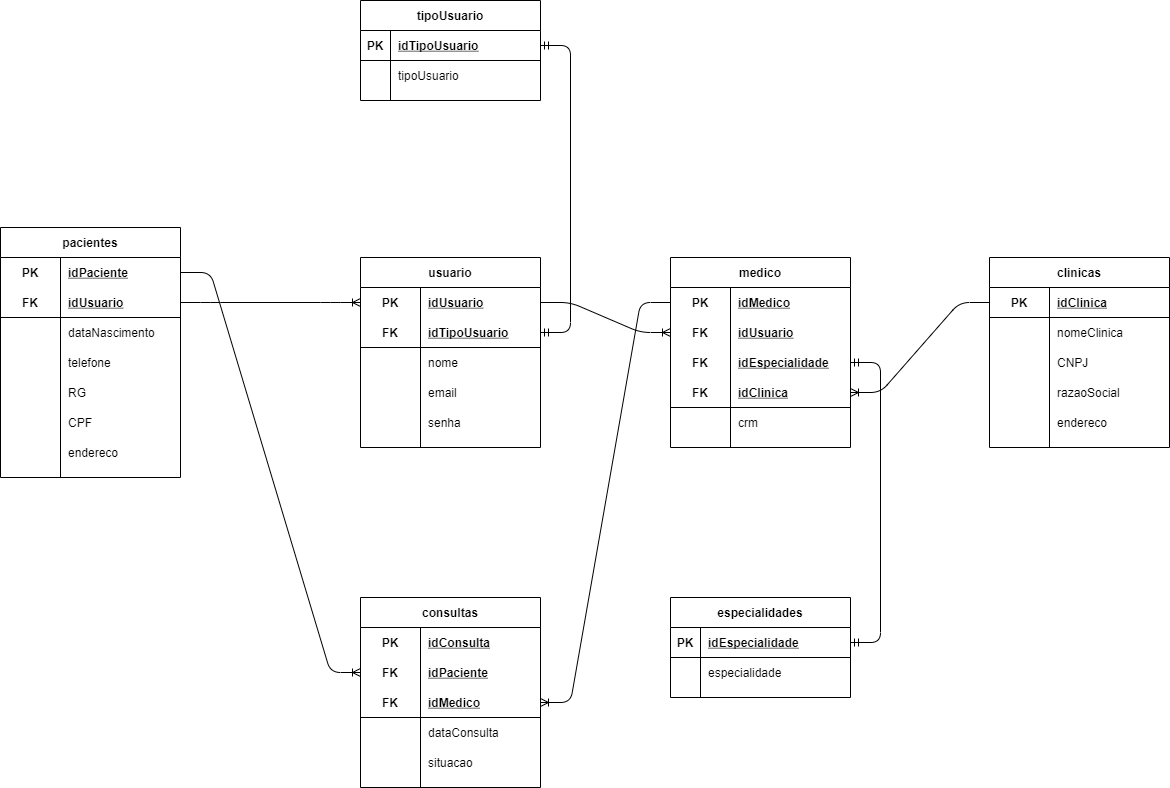 tipoUsuario
PK idTipoUsuario
tipoUsuario
pacientes
PK idPaciente
FK idUsuario
dataNascimento
telefone
RG
CPF
endereco
usuario
PK idUsuario
FK idTipoUsuario
nome
email
senha
medico
PK idMedico
FK idUsuario
FK idEspecialidade
FK idClinica
crm
clinicas
PK idClinica
nomeClinica
CNPJ
razaoSocial
endereco
consultas
PK idConsulta
FK idPaciente
FK idMedico
dataConsulta
situacao
especialidades
PK idEspecialidade
especialidade